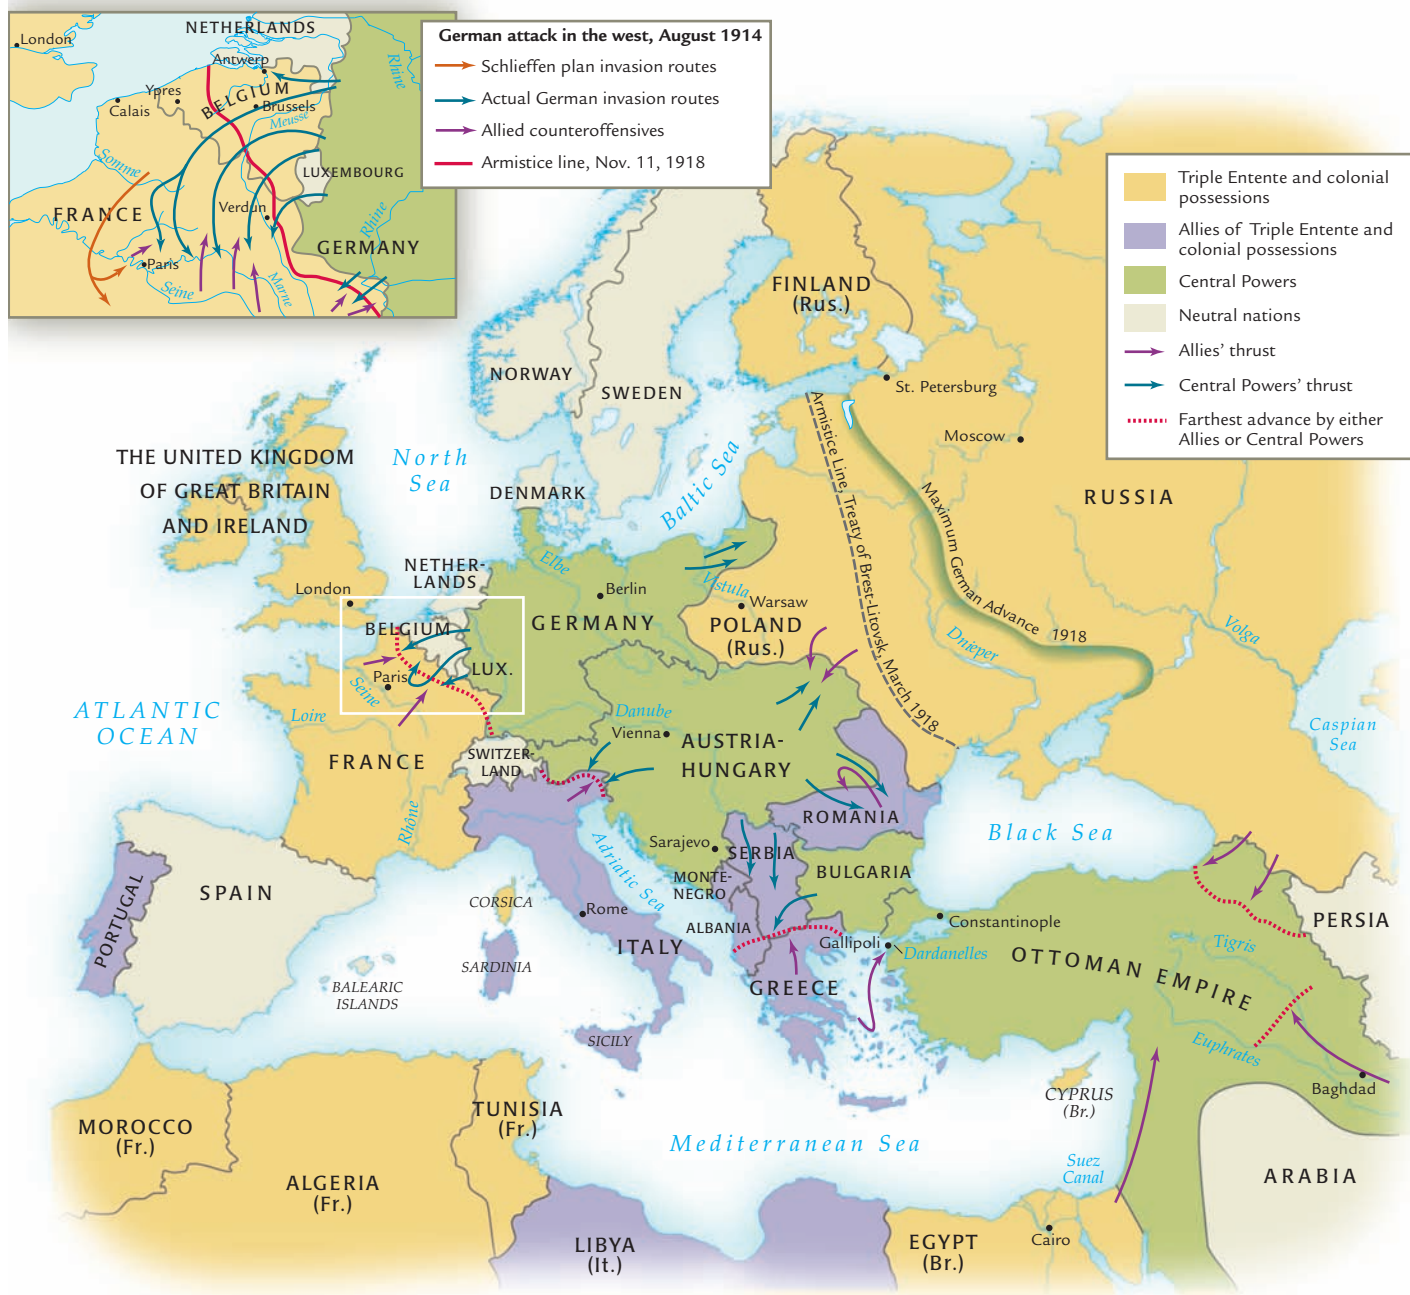 NETHERLANDS
London
Antwerp
Rhine
Ypres
BELGIUM
Calais
Brussels
Meusse
Somme
LUXEMBOURG
FRANCE
Verdun
Rhine
GERMANY
Paris
Seine
Marne
German attack in the west, August 1914
Schlieffen plan invasion routes
Actual German invasion routes
Allied counteroffensives
Armistice line, Nov. 11, 1918
Triple Entente and colonial
possessions
Allies of Triple Entente and
colonial possessions
Central Powers
Neutral nations
Allies' thrust
Central Powers' thrust
Farthest advance by either
Allies or Central Powers
FINLAND
(Rus.)
NORWAY
SWEDEN
St. Petersburg
Moscow
THE UNITED KINGDOM
OF GREAT BRITAIN
AND IRELAND
North
Sea
DENMARK
Baltic Sea
RUSSIA
Armistice Line, Treaty of Brest-Litovsk, March 1918
Maximum German Advance 1918
NETHER-
LANDS
Elbe
London
Berlin
Vistula
Warsaw
BELGIUM
GERMANY
POLAND
(Rus.)
Dnieper
Volga
LUX.
Paris
Seine
ATLANTIC
OCEAN
Loire
Danube
Vienna
Caspian
Sea
FRANCE
SWITZER-
LAND
AUSTRIA-
HUNGARY
Rhône
ROMANIA
Black Sea
Adriatic Sea
Sarajevo
SERBIA
BULGARIA
MONTE-
NEGRO
PORTUGAL
SPAIN
CORSICA
Rome
ALBANIA
Constantinople
PERSIA
ITALY
Gallipoli
Dardanelles
Tigris
SARDINIA
OTTOMAN EMPIRE
BALEARIC
ISLANDS
GREECE
SICILY
Euphrates
Baghdad
CYPRUS
(Br.)
MOROCCO
(Fr.)
TUNISIA
(Fr.)
Mediterranean Sea
Suez
Canal
ARABIA
ALGERIA
(Fr.)
LIBYA
(It.)
EGYPT
(Br.)
Cairo